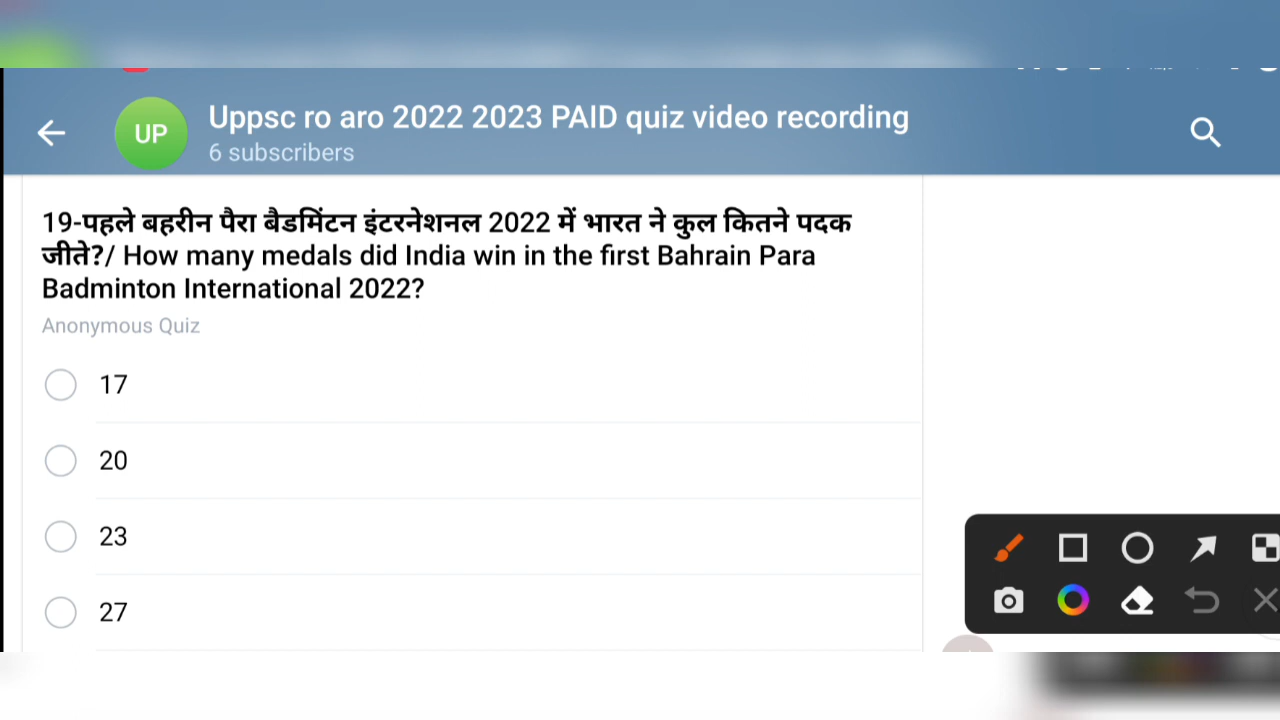 Uppsc ro aro 2022 2023 PAID quiz video recording
UP
6 subscribers
19-पहले बहरीन पैरा बैडमिंटन इंटरनेशनल 2022 में भारत ने कुल कितने पदक
जीते?/ How many medals did India win in the first Bahrain Para
Badminton International 2022?
Anonymous Quiz
17
20
23
27